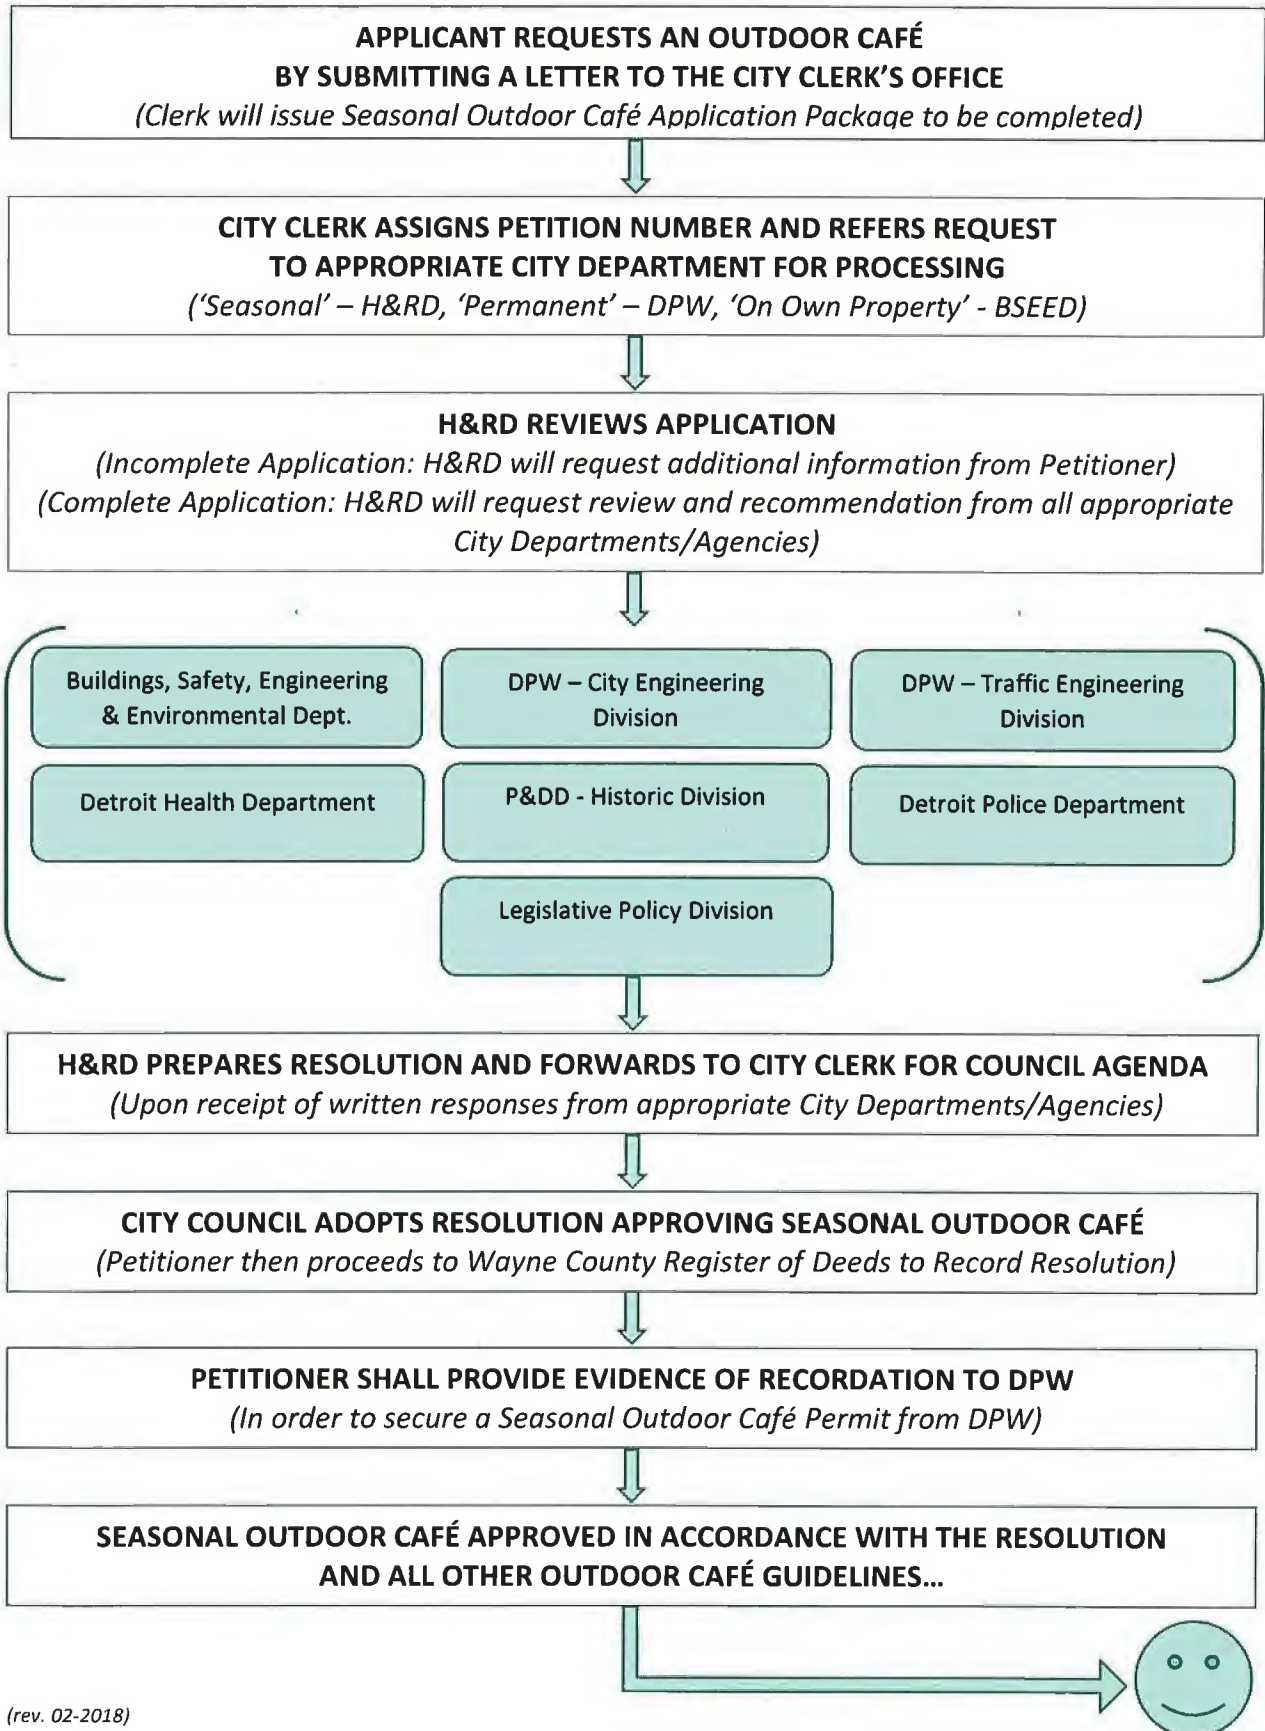 APPLICANT REQUESTS AN OUTDOOR CAFÉ
BY SUBMITTING A LETTER TO THE CITY CLERK'S OFFICE
(Clerk will issue Seasonal Outdoor Café Application Package to be completed)
CITY CLERK ASSIGNS PETITION NUMBER AND REFERS REQUEST
TO APPROPRIATE CITY DEPARTMENT FOR PROCESSING
('Seasonal' – H&RD, 'Permanent' – DPW, 'On Own Property' - BSEED)
H&RD REVIEWS APPLICATION
(Incomplete Application: H&RD will request additional information from Petitioner)
(Complete Application: H&RD will request review and recommendation from all appropriate
City Departments/Agencies)
Buildings, Safety, Engineering
& Environmental Dept.
DPW – City Engineering
Division
DPW – Traffic Engineering
Division
Detroit Health Department
P&DD - Historic Division
Detroit Police Department
Legislative Policy Division
H&RD PREPARES RESOLUTION AND FORWARDS TO CITY CLERK FOR COUNCIL AGENDA
(Upon receipt of written responses from appropriate City Departments/Agencies)
CITY COUNCIL ADOPTS RESOLUTION APPROVING SEASONAL OUTDOOR CAFÉ
(Petitioner then proceeds to Wayne County Register of Deeds to Record Resolution)
PETITIONER SHALL PROVIDE EVIDENCE OF RECORDATION TO DPW
(In order to secure a Seasonal Outdoor Café Permit from DPW)
SEASONAL OUTDOOR CAFÉ APPROVED IN ACCORDANCE WITH THE RESOLUTION
AND ALL OTHER OUTDOOR CAFÉ GUIDELINES...
(rev. 02-2018)